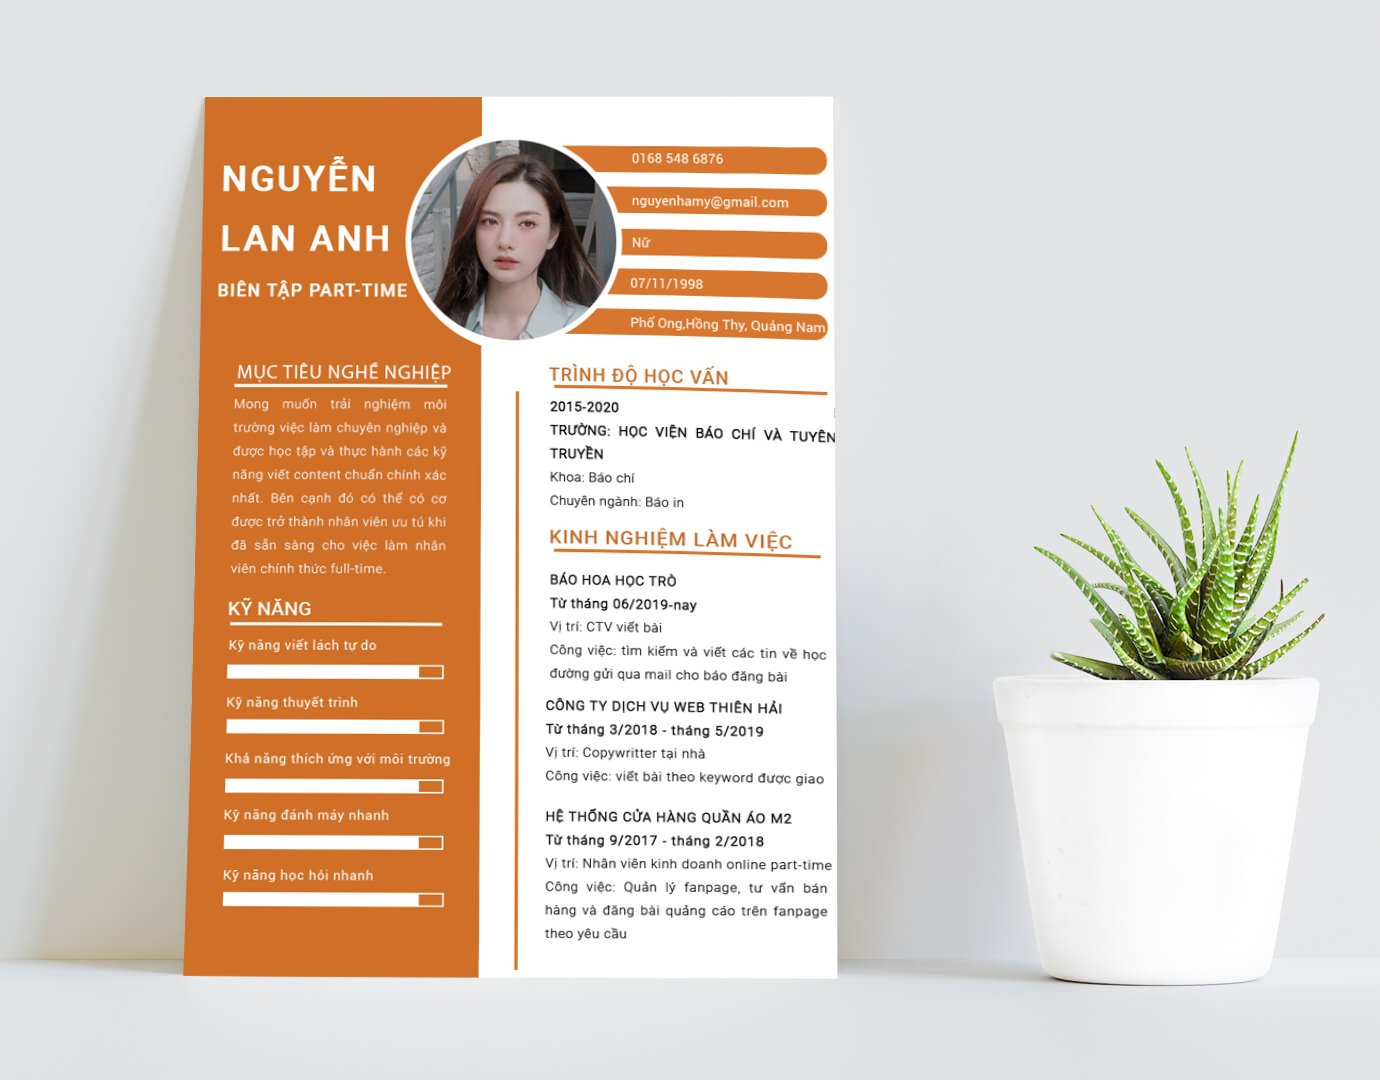 NGUYỄN
LAN ANH
BIÊN TẬP PART-TIME
0168 548 6876
nguyenhamy@gmail.com
Nữ
07/11/1998
Phố Ong,Hồng Thy, Quảng Nam
MỤC TIÊU NGHỀ NGHIỆP
Mong muốn trải nghiệm môi
trường việc làm chuyên nghiệp và
được học tập và thực hành các kỹ
năng viết content chuẩn chính xác
nhất. Bên cạnh đó có thể có cơ
được trở thành nhân viên ưu tú khi
đã sẵn sàng cho việc làm nhân
viên chính thức full-time.
KỸ NĂNG
Kỹ năng viết lách tự do
Kỹ năng thuyết trình
Khả năng thích ứng với môi trường
Kỹ năng đánh máy nhanh
Kỹ năng học hỏi nhanh
TRÌNH ĐỘ HỌC VẤN
2015-2020
TRƯỜNG: HỌC VIỆN BÁO CHÍ VÀ TUYÊN
TRUYỀN
Khoa: Báo chí
Chuyên ngành: Báo in
KINH NGHIỆM LÀM VIỆC
BÁO HOA HỌC TRÒ
Từ tháng 06/2019-nay
Vị trí: CTV viết bài
Công việc: tìm kiếm và viết các tin về học
đường gửi qua mail cho báo đăng bài
CÔNG TY DỊCH VỤ WEB THIÊN HẢI
Từ tháng 3/2018 - tháng 5/2019
Vị trí: Copywritter tại nhà
Công việc: viết bài theo keyword được giao
HỆ THỐNG CỬA HÀNG QUẦN ÁO M2
Từ tháng 9/2017 - tháng 2/2018
Vị trí: Nhân viên kinh doanh online part-time
Công việc: Quản lý fanpage, tư vấn bán
hàng và đăng bài quảng cáo trên fanpage
theo yêu cầu